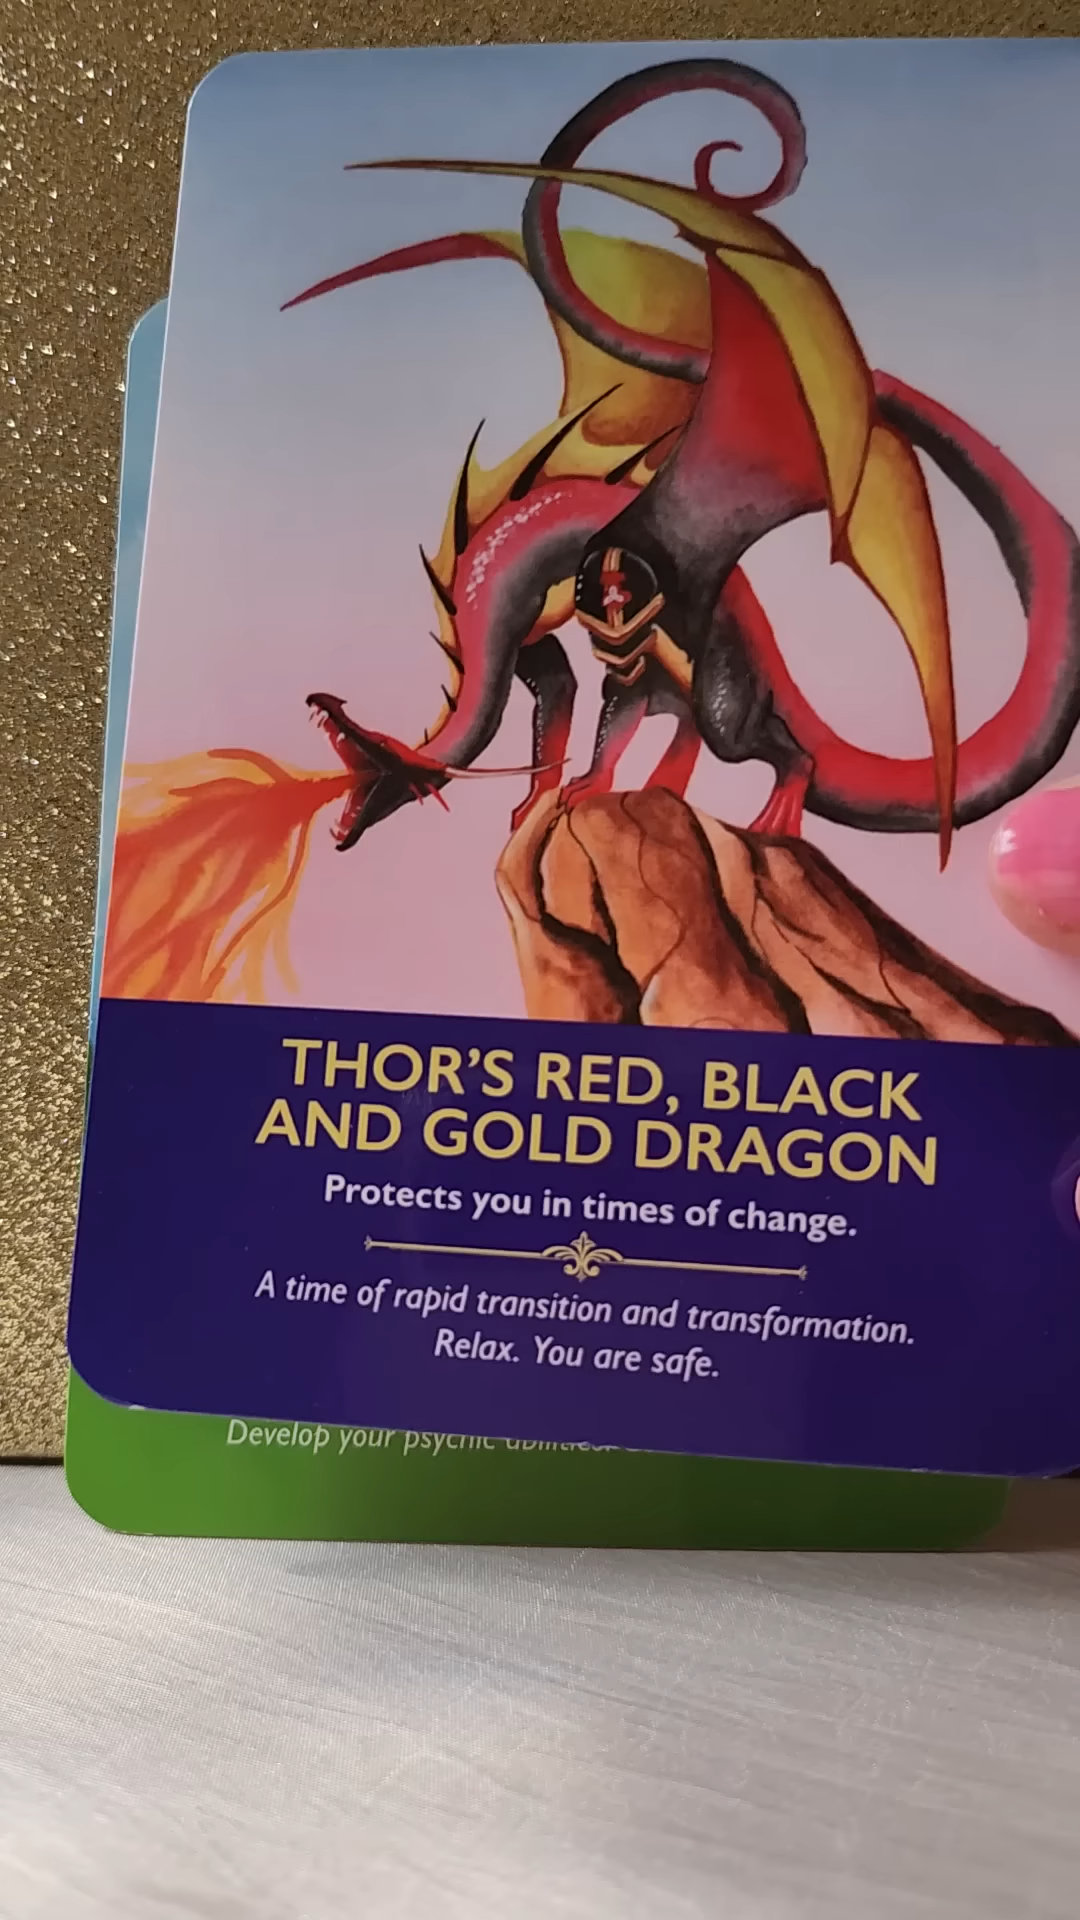 THOR'S RED, BLACK
AND GOLD DRAGON
Protects you in times of change.
A time of rapid transition and transformation.
Relax. You are safe.
Develop your psychic abilities.